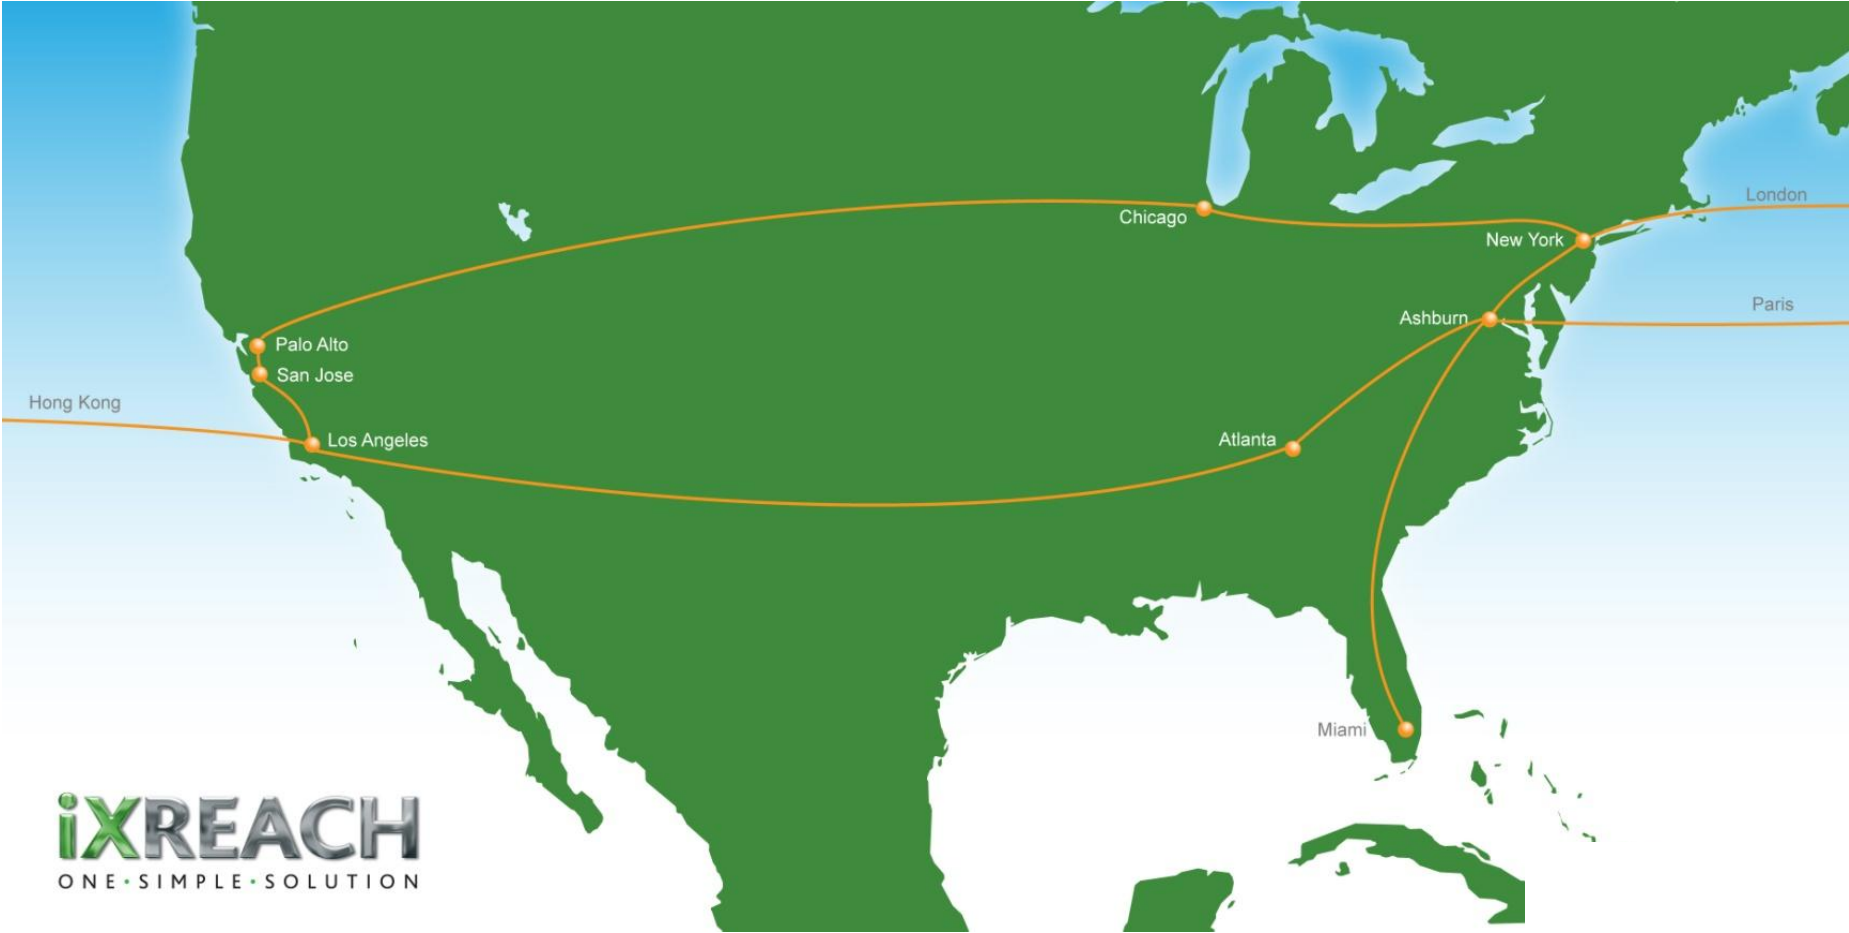 London
Chicago
New York
Paris
Ashburn
Palo Alto
San Jose
Hong Kong
Los Angeles
Atlanta
Miami
iXREACH
ONE•SIMPLE•SOLUTION